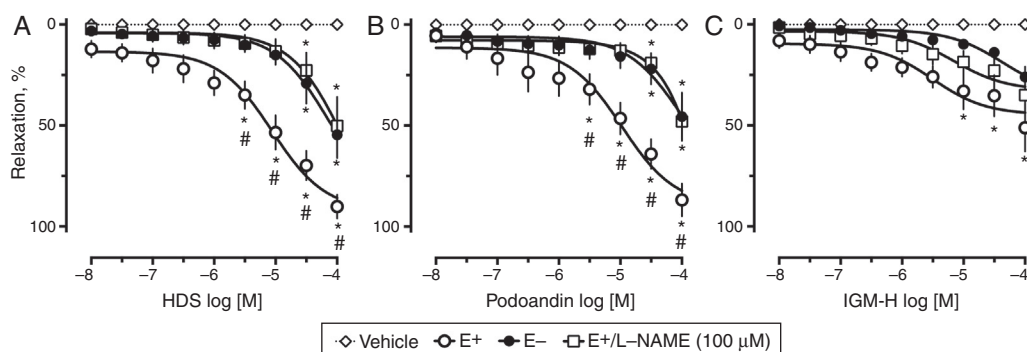 A
B
C
Relaxation, %
0
50
100
0
50
100
0
50
100
*
*
*
#
*
#
*
#
*
#
*
*
*
#
*
#
*
#
*
#
*
*
*
–8 –7 –6 –5 –4
–8 –7 –6 –5 –4
–8 –7 –6 –5 –4
HDS log [M]
Podoandin log [M]
IGM-H log [M]
Vehicle E+ E– E+/L–NAME (100 μM)